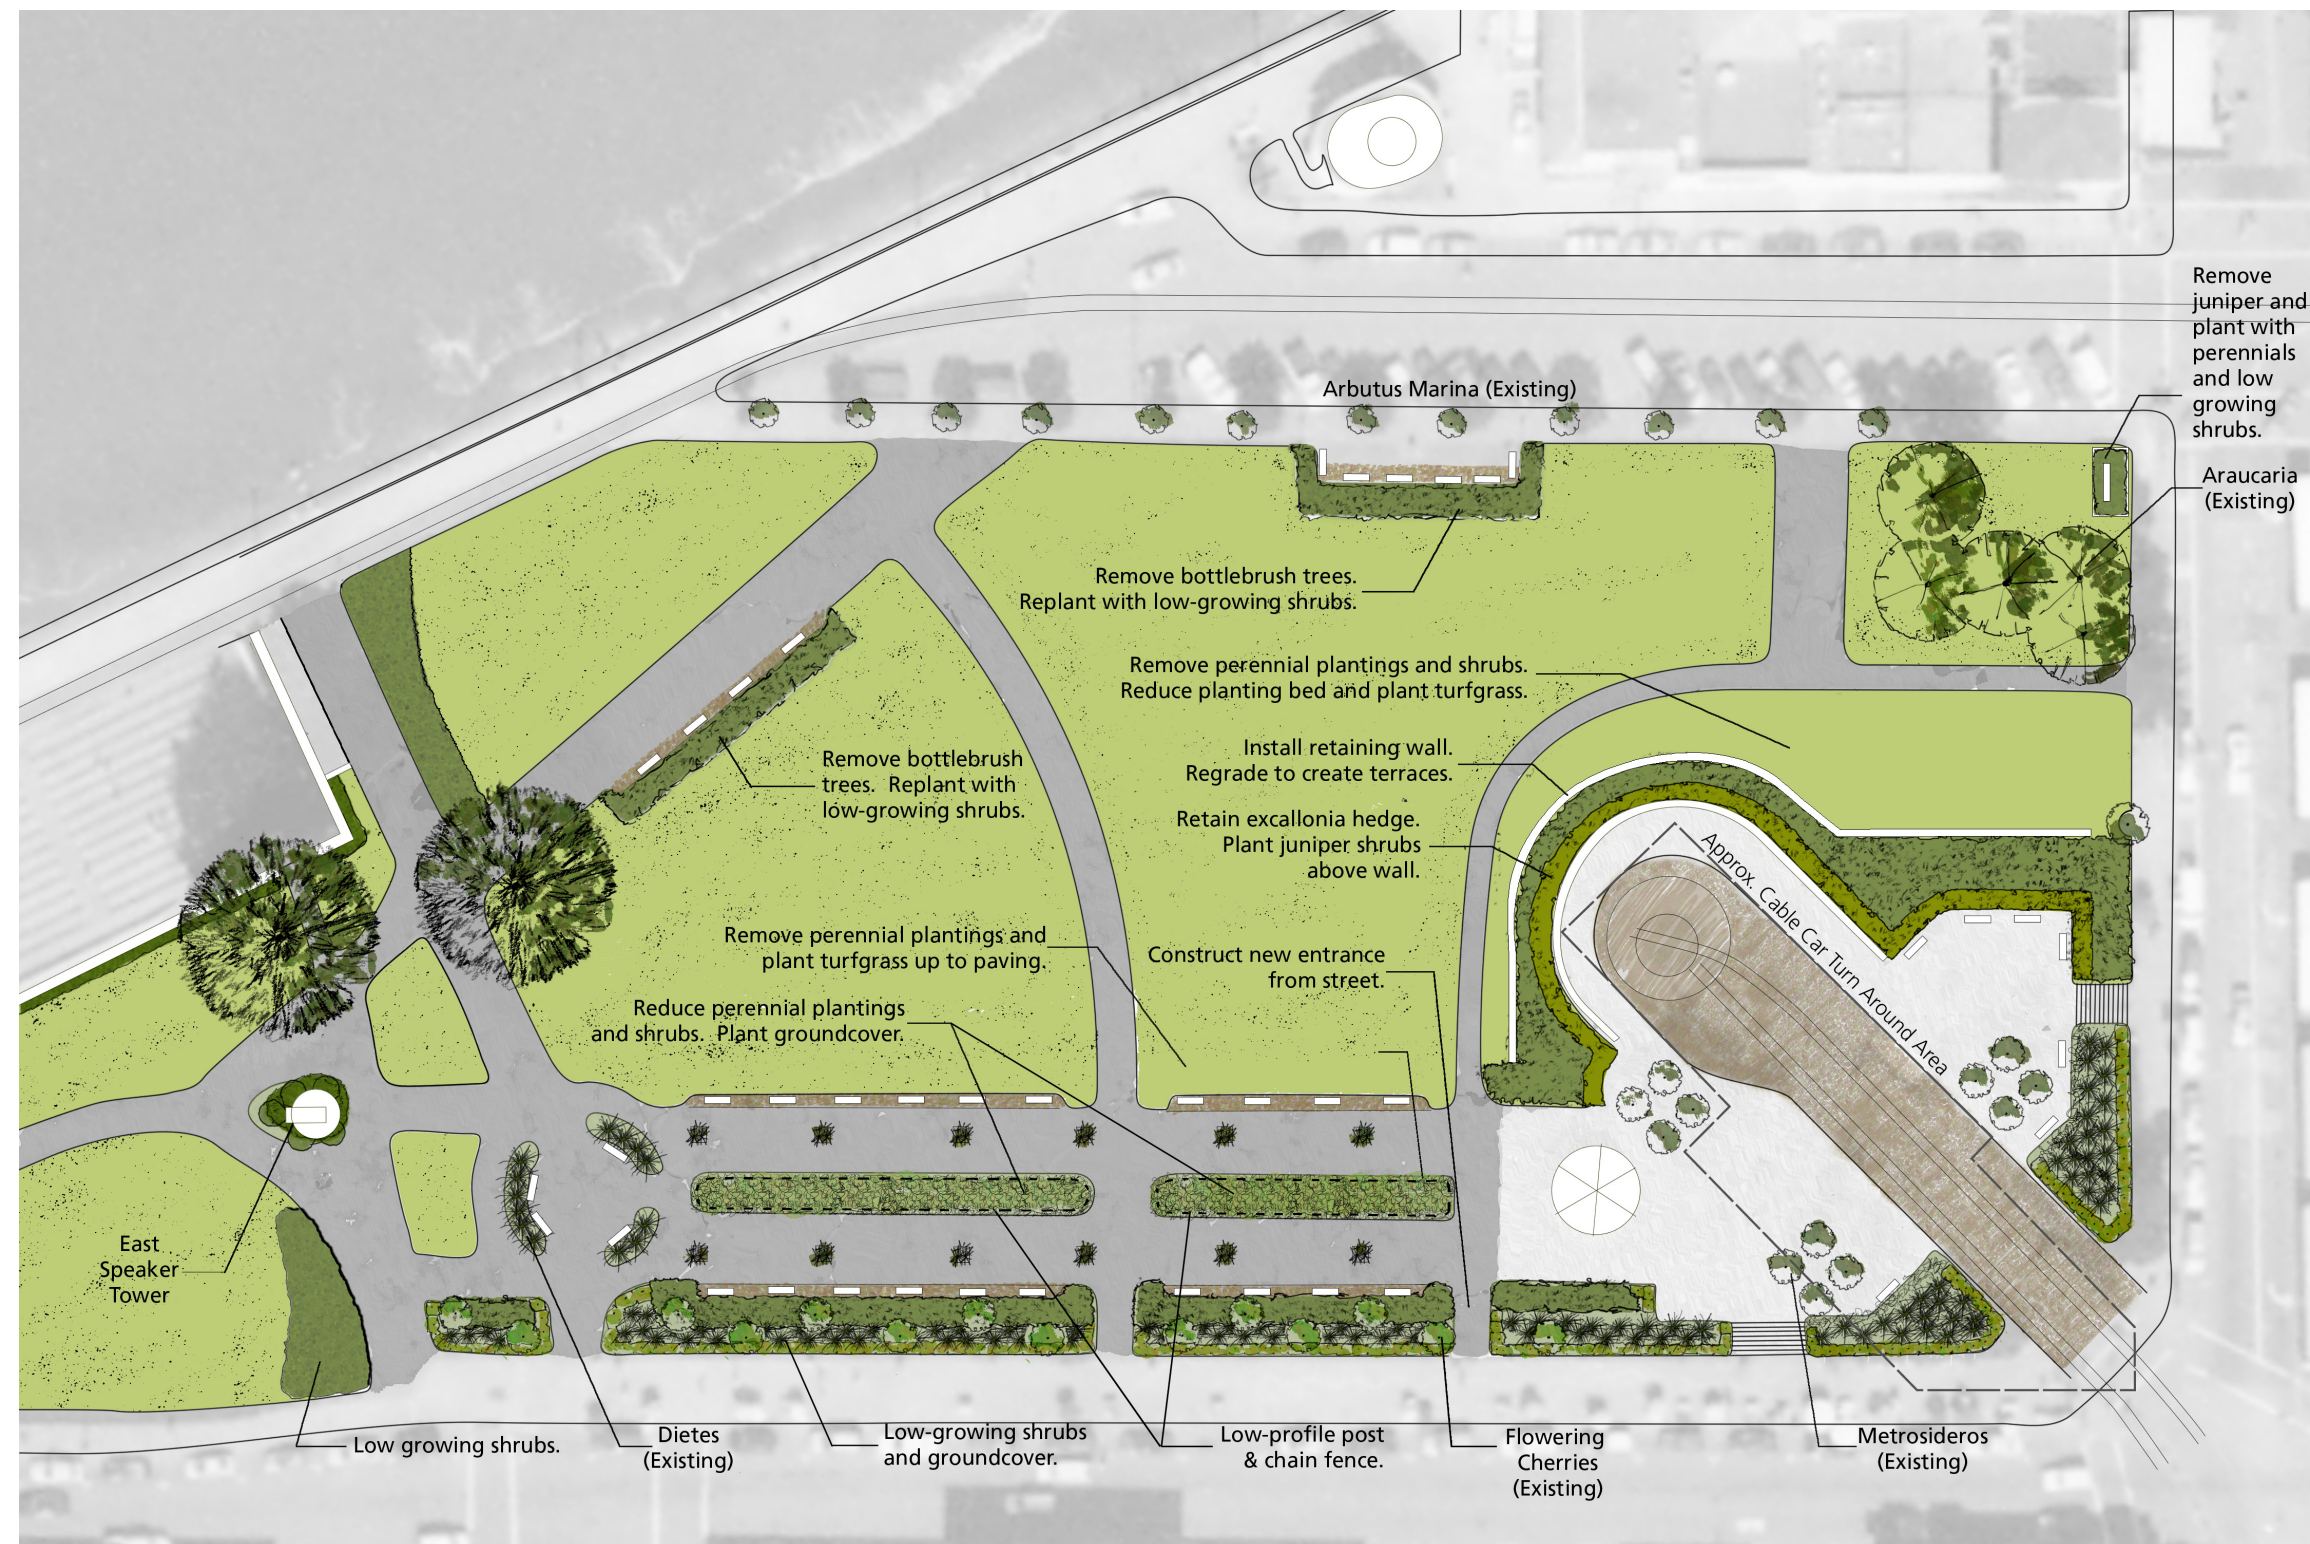 Remove
juniper and
plant with
perennials
and low
growing
shrubs.
Arbutus Marina (Existing)
Araucaria
(Existing)
Remove bottlebrush trees.
Replant with low-growing shrubs.
Remove perennial plantings and shrubs.
Reduce planting bed and plant turfgrass.
Install retaining wall.
Regrade to create terraces.
Remove bottlebrush
trees.  Replant with
low-growing shrubs.
Retain excallonia hedge.
Plant juniper shrubs
above wall.
Approx. Cable Car Turn Around Area
Remove perennial plantings and
plant turfgrass up to paving.
Construct new entrance
from street.
Reduce perennial plantings
and shrubs.  Plant groundcover.
East
Speaker
Tower
Low growing shrubs.
Dietes
(Existing)
Low-growing shrubs
and groundcover.
Low-profile post
& chain fence.
Flowering
Cherries
(Existing)
Metrosideros
(Existing)